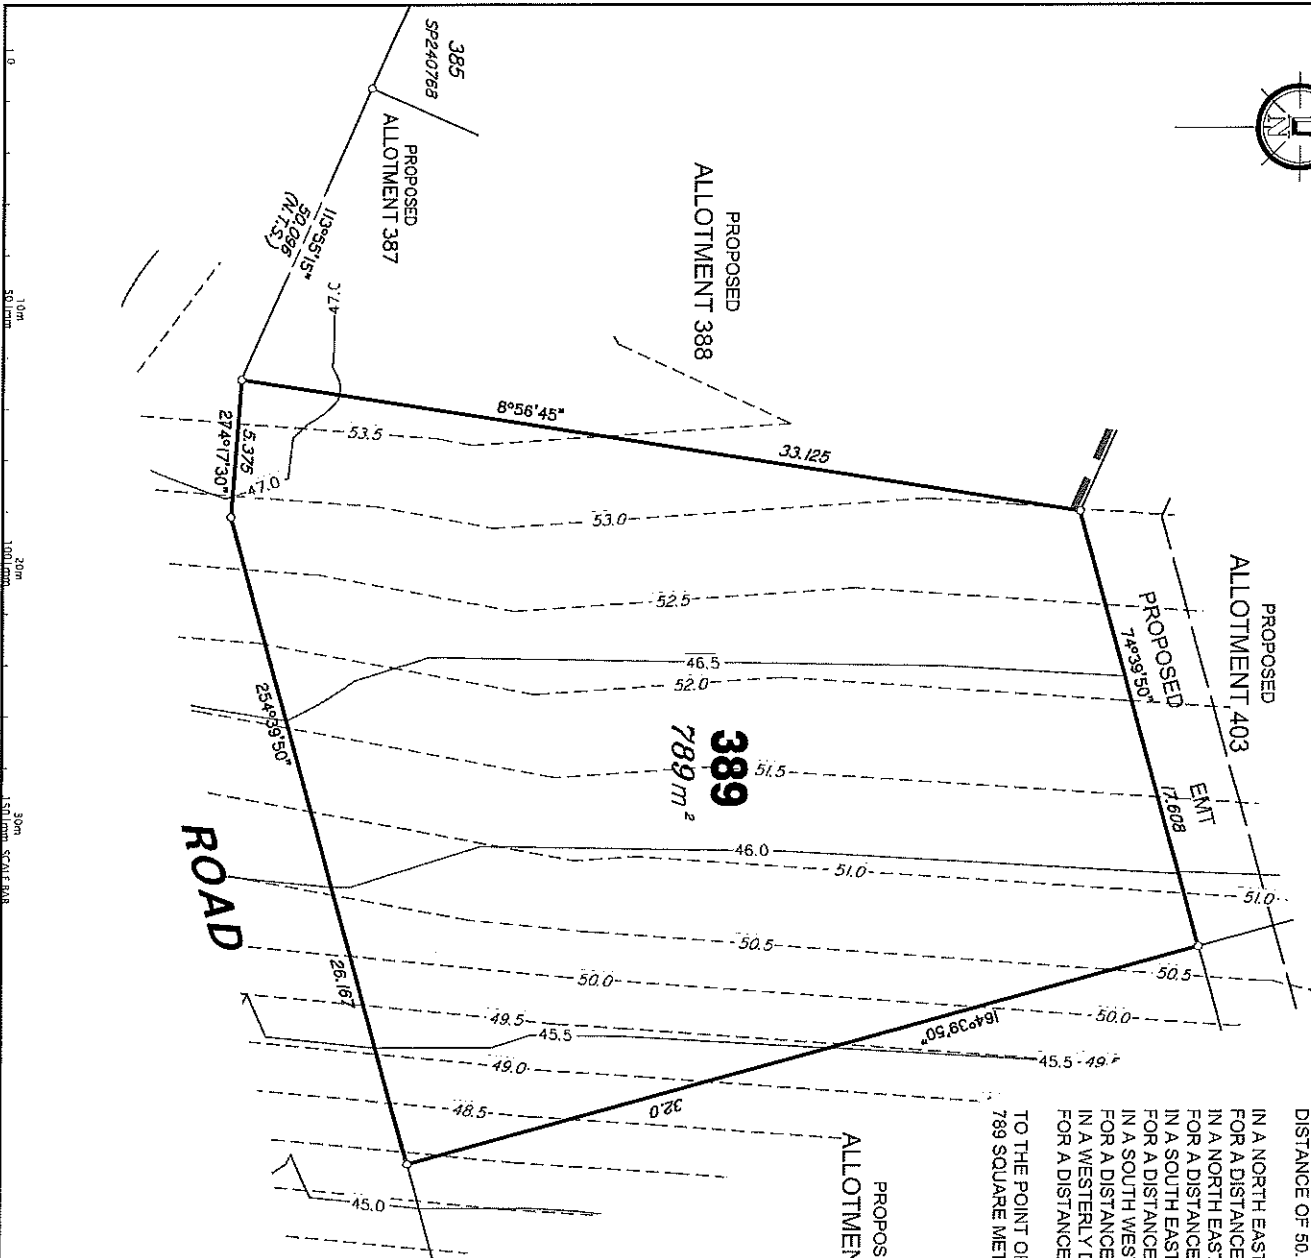 385
SP240768
PROPOSED
ALLOTMENT 387
113°55'15"
50.096
(N.T.S.)
PROPOSED
ALLOTMENT 388
N
PROPOSED
ALLOTMENT 403
PROPOSED
EMT
74°39'50"
17.608
8°56'45"
33.125
5.375
274°17'30"
254°39'50"
26.167
164°39'50"
32.0
389
789 m²
ROAD
53.5
47.0
53.0
52.5
46.5
52.0
51.5
46.0
51.0
51.0
50.5
50.5
50.0
50.0
49.5
45.5
45.5
49.0
48.5
45.0
DISTANCE OF 50.
IN A NORTH EAST
FOR A DISTANCE
IN A NORTH EAST
FOR A DISTANCE
IN A SOUTH EAST
FOR A DISTANCE
IN A SOUTH WES
FOR A DISTANCE
IN A WESTERLY D
FOR A DISTANCE
TO THE POINT OF
789 SQUARE MET
PROPOS
ALLOTMEN
10m
50mm
20m
100mm
30m
150mm SCALE BAR